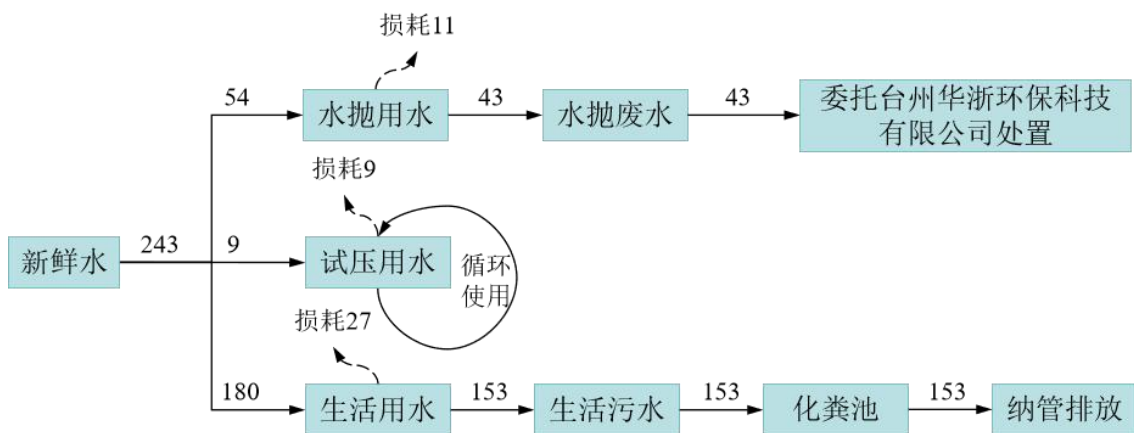 损耗11
54
水抛用水
43
水抛废水
43
委托台州华浙环保科技
有限公司处置
损耗9
新鲜水
243
9
试压用水
循环
使用
损耗27
180
生活用水
153
生活污水
153
化粪池
153
纳管排放